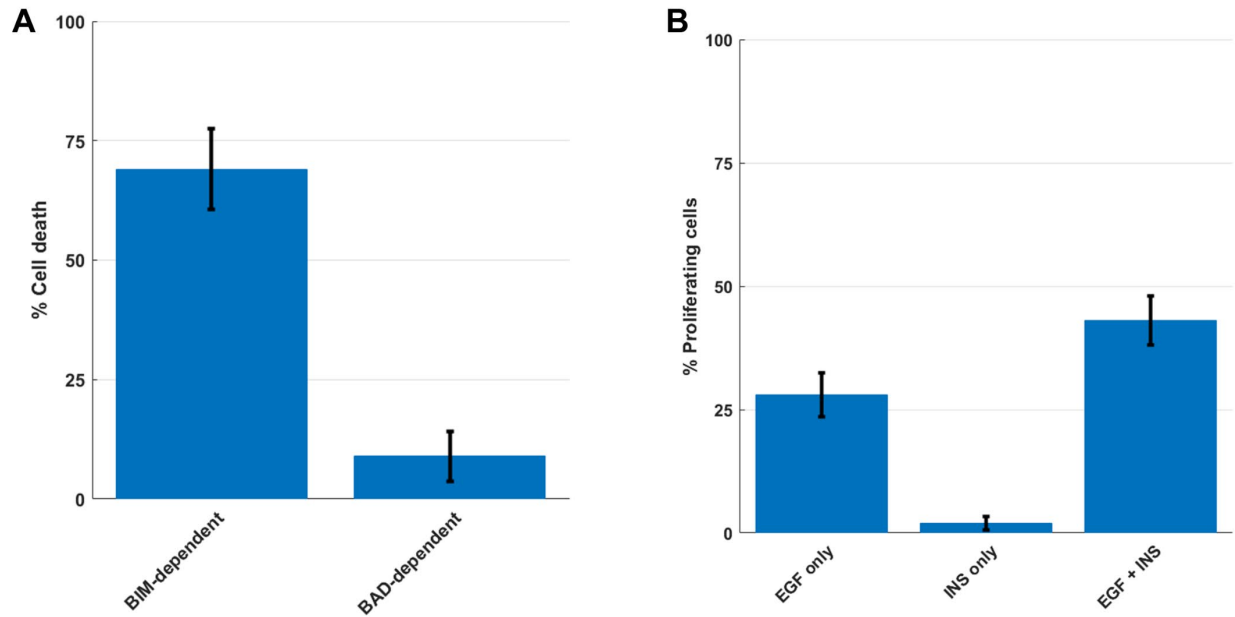 A
100
75
50
25
0
% Cell death
BIM-dependent
BAD-dependent
B
100
75
50
25
0
% Proliferating cells
EGF only
INS only
EGF + INS